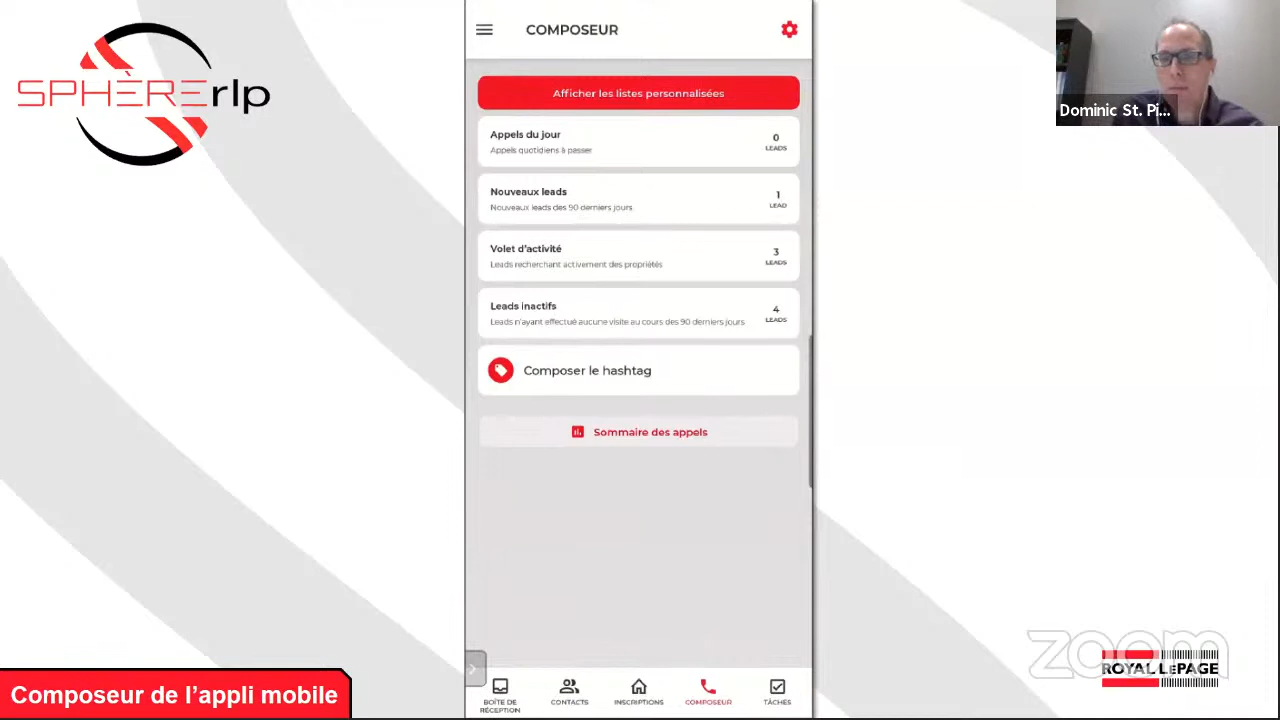 SPHÈRErlp
COMPOSEUR
Dominic St. Pi...
Afficher les listes personnalisées
Appels du jour
Appels quotidiens à passer
0
LEADS
Nouveaux leads
Nouveaux leads des 90 derniers jours
1
LEAD
Volet d'activité
Leads recherchant activement des propriétés
3
LEADS
Leads inactifs
Leads n'ayant effectué aucune visite au cours des 90 derniers jours
4
LEADS
Composer le hashtag
Sommaire des appels
BOÎTE DE
RÉCEPTION
CONTACTS
INSCRIPTIONS
COMPOSEUR
TÂCHES
Composeur de l'appli mobile
zoom
ROYAL LEPAGE